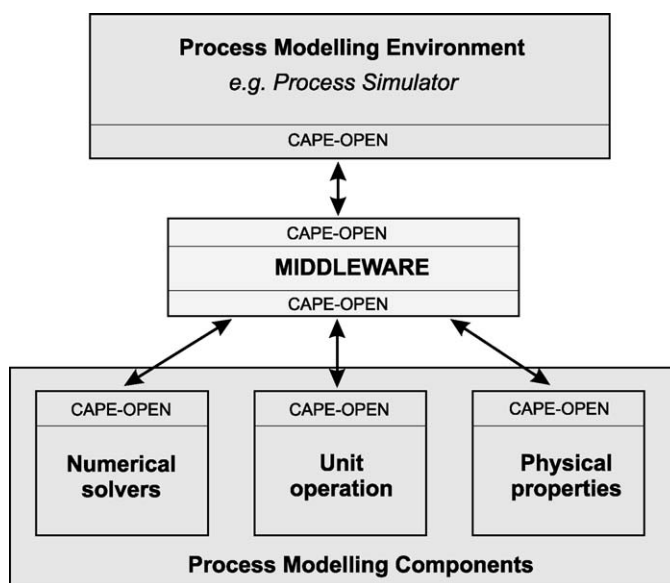 Process Modelling Environment
e.g. Process Simulator
CAPE-OPEN
CAPE-OPEN
MIDDLEWARE
CAPE-OPEN
CAPE-OPEN
Numerical
solvers
CAPE-OPEN
Unit
operation
CAPE-OPEN
Physical
properties
Process Modelling Components